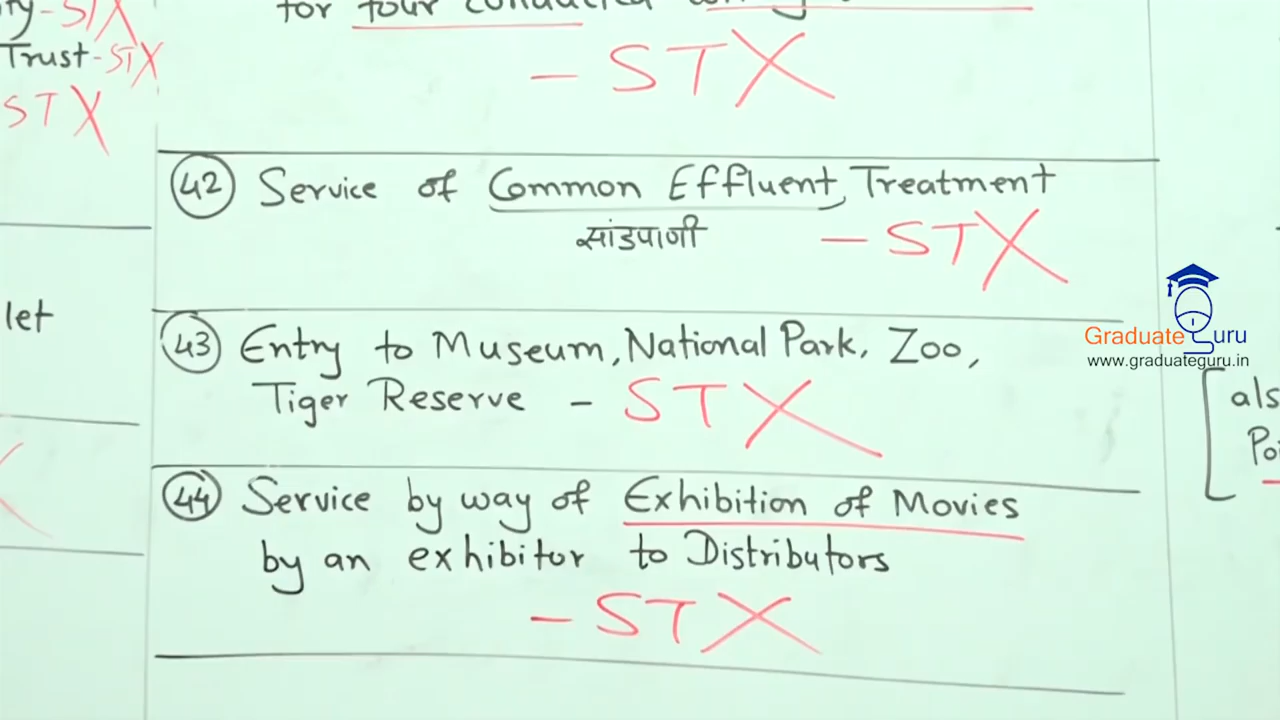 ty-STX
Trust-STX
STX
let
for tour conducted
- STX
42 Service of Common Effluent Treatment
सांडपाणी - STX
43 Entry to Museum, National Park, Zoo,
Tiger Reserve - STX
44 Service by way of Exhibition of Movies
by an exhibitor to Distributors
- STX
Graduate Guru
www.graduateguru.in
als
Po